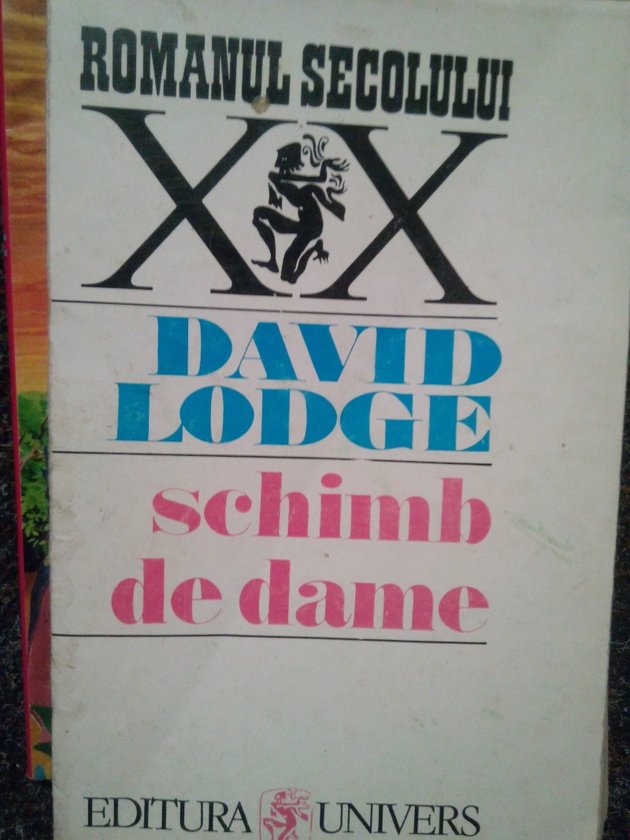 ROMANUL SECOLULUI
XX
DAVID
LODGE
schimb
de dame
EDITURA UNIVERS